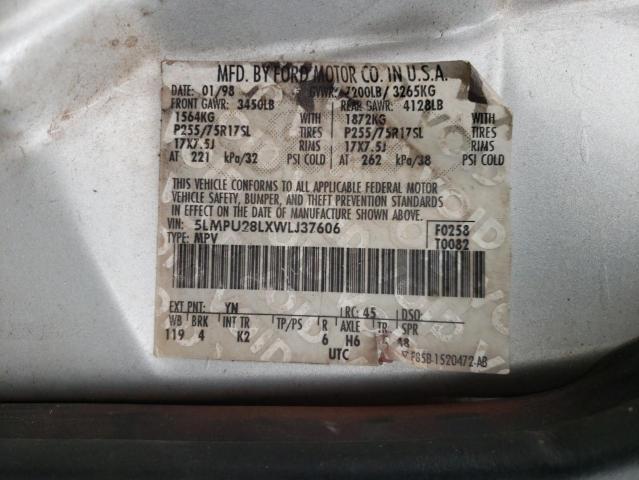 MFD. BY FORD MOTOR CO. IN U.S.A.
DATE: 01/98 GVWR: 7200LB/ 3265KG
FRONT GAWR: 3450LB REAR GAWR: 4128LB
1564KG WITH 1872KG WITH
P255/75R17SL TIRES P255/75R17SL TIRES
17X7.5J RIMS 17X7.5J RIMS
AT 221 kPa/32 PSI COLD AT 262 kPa/38 PSI COLD
THIS VEHICLE CONFORMS TO ALL APPLICABLE FEDERAL MOTOR
VEHICLE SAFETY, BUMPER, AND THEFT PREVENTION STANDARDS
IN EFFECT ON THE DATE OF MANUFACTURE SHOWN ABOVE.
VIN: 5LMPU28LXWLJ37606 F0258
TYPE: MPV T0082
EXT PNT: YN LRC: 45 DSO:
WB BRK INT TR TP/PS R AXLE TR SPR
119 4 K2 6 H6 48
UTC F85B-1520472-AB
VOID VOID VOID